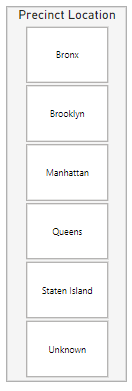 Precinct Location
Bronx
Brooklyn
Manhattan
Queens
Staten Island
Unknown